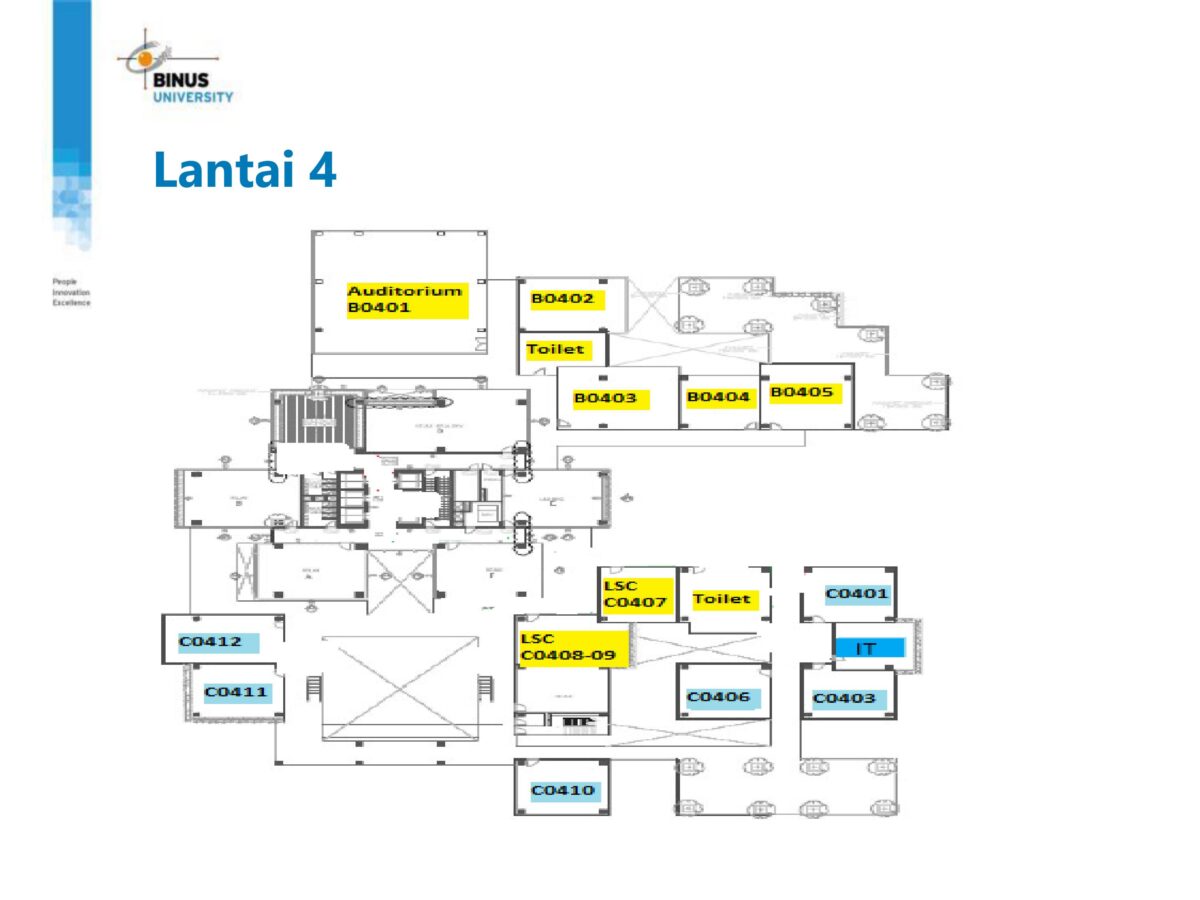 BINUS
UNIVERSITY
Lantai 4
People
Innovation
Excellence
Auditorium
B0401
B0402
Toilet
B0403
B0404
B0405
LSC
C0407
Toilet
C0401
LSC
C0408-09
IT
C0412
C0411
C0406
C0403
C0410